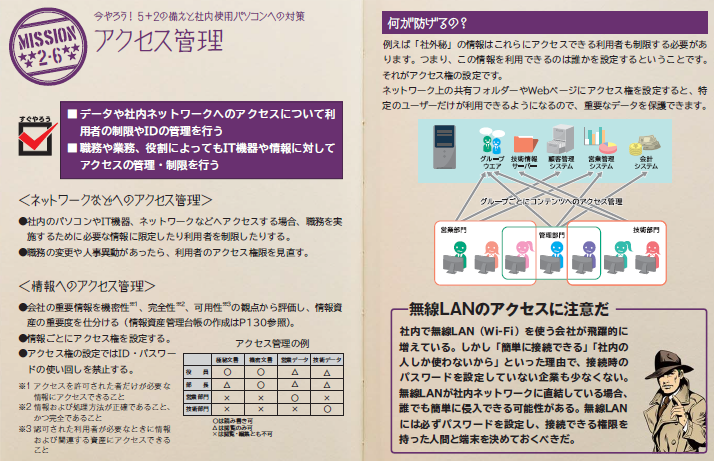 MISSION
2-6
今やろう! 5+2の備えと社内使用パソコンへの対策
アクセス管理
すぐやろう
■データや社内ネットワークへのアクセスについて利
用者の制限やIDの管理を行う
■職務や業務、役割によってもIT機器や情報に対して
アクセスの管理・制限を行う
＜ネットワークなどへのアクセス管理＞
●社内のパソコンやIT機器、ネットワークなどへアクセスする場合、職務を実
施するために必要な情報に限定したり利用者を制限したりする。
●職務の変更や人事異動があったら、利用者のアクセス権限を見直す。
＜情報へのアクセス管理＞
●会社の重要情報を機密性※1、完全性※2、可用性※3の観点から評価し、情報資
産の重要度を仕分ける（情報資産管理台帳の作成はP130参照）。
●情報ごとにアクセス権を設定する。
●アクセス権の設定ではID・パスワー
ドの使い回しを禁止する。
※1 アクセスを許可された者だけが必要な
情報にアクセスできること
※2 情報および処理方法が正確であること、
かつ完全であること
※3 認可された利用者が必要なときに情報
および関連する資産にアクセスできる
こと
アクセス管理の例
極秘文書 機密文書 営業データ 技術データ
役 員 ○ ○ △ △
部 長 △ ○ △ △
営業部門 × × ○ ×
技術部門 × × × ○
○は読み書き可
△は閲覧のみ可
×は閲覧・編集とも不可
何が防げるの?
例えば「社外秘」の情報はこれらにアクセスできる利用者も制限する必要があ
ります。つまり、この情報を利用できるのは誰かを設定するということです。
それがアクセス権の設定です。
ネットワーク上の共有フォルダーやWebページにアクセス権を設定すると、特
定のユーザーだけが利用できるようになるので、重要なデータを保護できます。
グループ
ウエア
技術情報
サーバー
顧客管理
システム
営業管理
システム
会計
システム
グループごとにコンテンツへのアクセス管理
営業部門
管理部門
技術部門
無線LANのアクセスに注意だ
社内で無線LAN（Wi-Fi）を使う会社が飛躍的に
増えている。しかし「簡単に接続できる」「社内の
人しか使わないから」といった理由で、接続時の
パスワードを設定していない企業も少なくない。
無線LANが社内ネットワークに直結している場合、
誰でも簡単に侵入できる可能性がある。無線LAN
には必ずパスワードを設定し、接続できる権限を
持った人間と端末を決めておくべきだ。